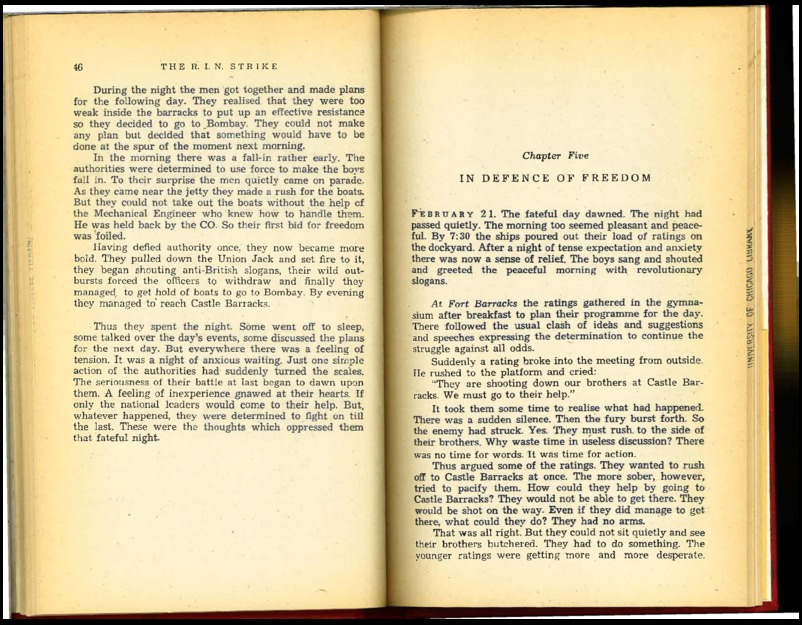 46
THE R. I. N. STRIKE
During the night the men got together and made plans
for the following day. They realised that they were too
weak inside the barracks to put up an effective resistance
so they decided to go to Bombay. They could not make
any plan but decided that something would have to be
done at the spur of the moment next morning.
In the morning there was a fall-in rather early. The
authorities were determined to use force to make the boys
fall in. To their surprise the men quietly came on parade.
As they came near the jetty they made a rush for the boats.
But they could not take out the boats without the help of
the Mechanical Engineer who knew how to handle them.
He was held back by the CO. So their first bid for freedom
was foiled.
Having defied authority once, they now became more
bold. They pulled down the Union Jack and set fire to it,
they began shouting anti-British slogans, their wild out-
bursts forced the officers to withdraw and finally they
managed to get hold of boats to go to Bombay. By evening
they managed to reach Castle Barracks.
Thus they spent the night. Some went off to sleep,
some talked over the day's events, some discussed the plans
for the next day. But everywhere there was a feeling of
tension. It was a night of anxious waiting. Just one simple
action of the authorities had suddenly turned the scales.
The seriousness of their battle at last began to dawn upon
them. A feeling of inexperience gnawed at their hearts. If
only the national leaders would come to their help. But,
whatever happened, they were determined to fight on till
the last. These were the thoughts which oppressed them
that fateful night.
Chapter Five
IN DEFENCE OF FREEDOM
FEBRUARY 21. The fateful day dawned. The night had
passed quietly. The morning too seemed pleasant and peace-
ful. By 7:30 the ships poured out their load of ratings on
the dockyard. After a night of tense expectation and anxiety
there was now a sense of relief. The boys sang and shouted
and greeted the peaceful morning with revolutionary
slogans.
At Fort Barracks the ratings gathered in the gymna-
sium after breakfast to plan their programme for the day.
There followed the usual clash of ideas and suggestions
and speeches expressing the determination to continue the
struggle against all odds.
Suddenly a rating broke into the meeting from outside.
He rushed to the platform and cried:
"They are shooting down our brothers at Castle Bar-
racks. We must go to their help."
It took them some time to realise what had happened.
There was a sudden silence. Then the fury burst forth. So
the enemy had struck. Yes. They must rush to the side of
their brothers. Why waste time in useless discussion? There
was no time for words. It was time for action.
Thus argued some of the ratings. They wanted to rush
off to Castle Barracks at once. The more sober, however,
tried to pacify them. How could they help by going to
Castle Barracks? They would not be able to get there. They
would be shot on the way. Even if they did manage to get
there, what could they do? They had no arms.
That was all right. But they could not sit quietly and see
their brothers butchered. They had to do something. The
younger ratings were getting more and more desperate.
UNIVERSITY OF CHICAGO LIBRARY